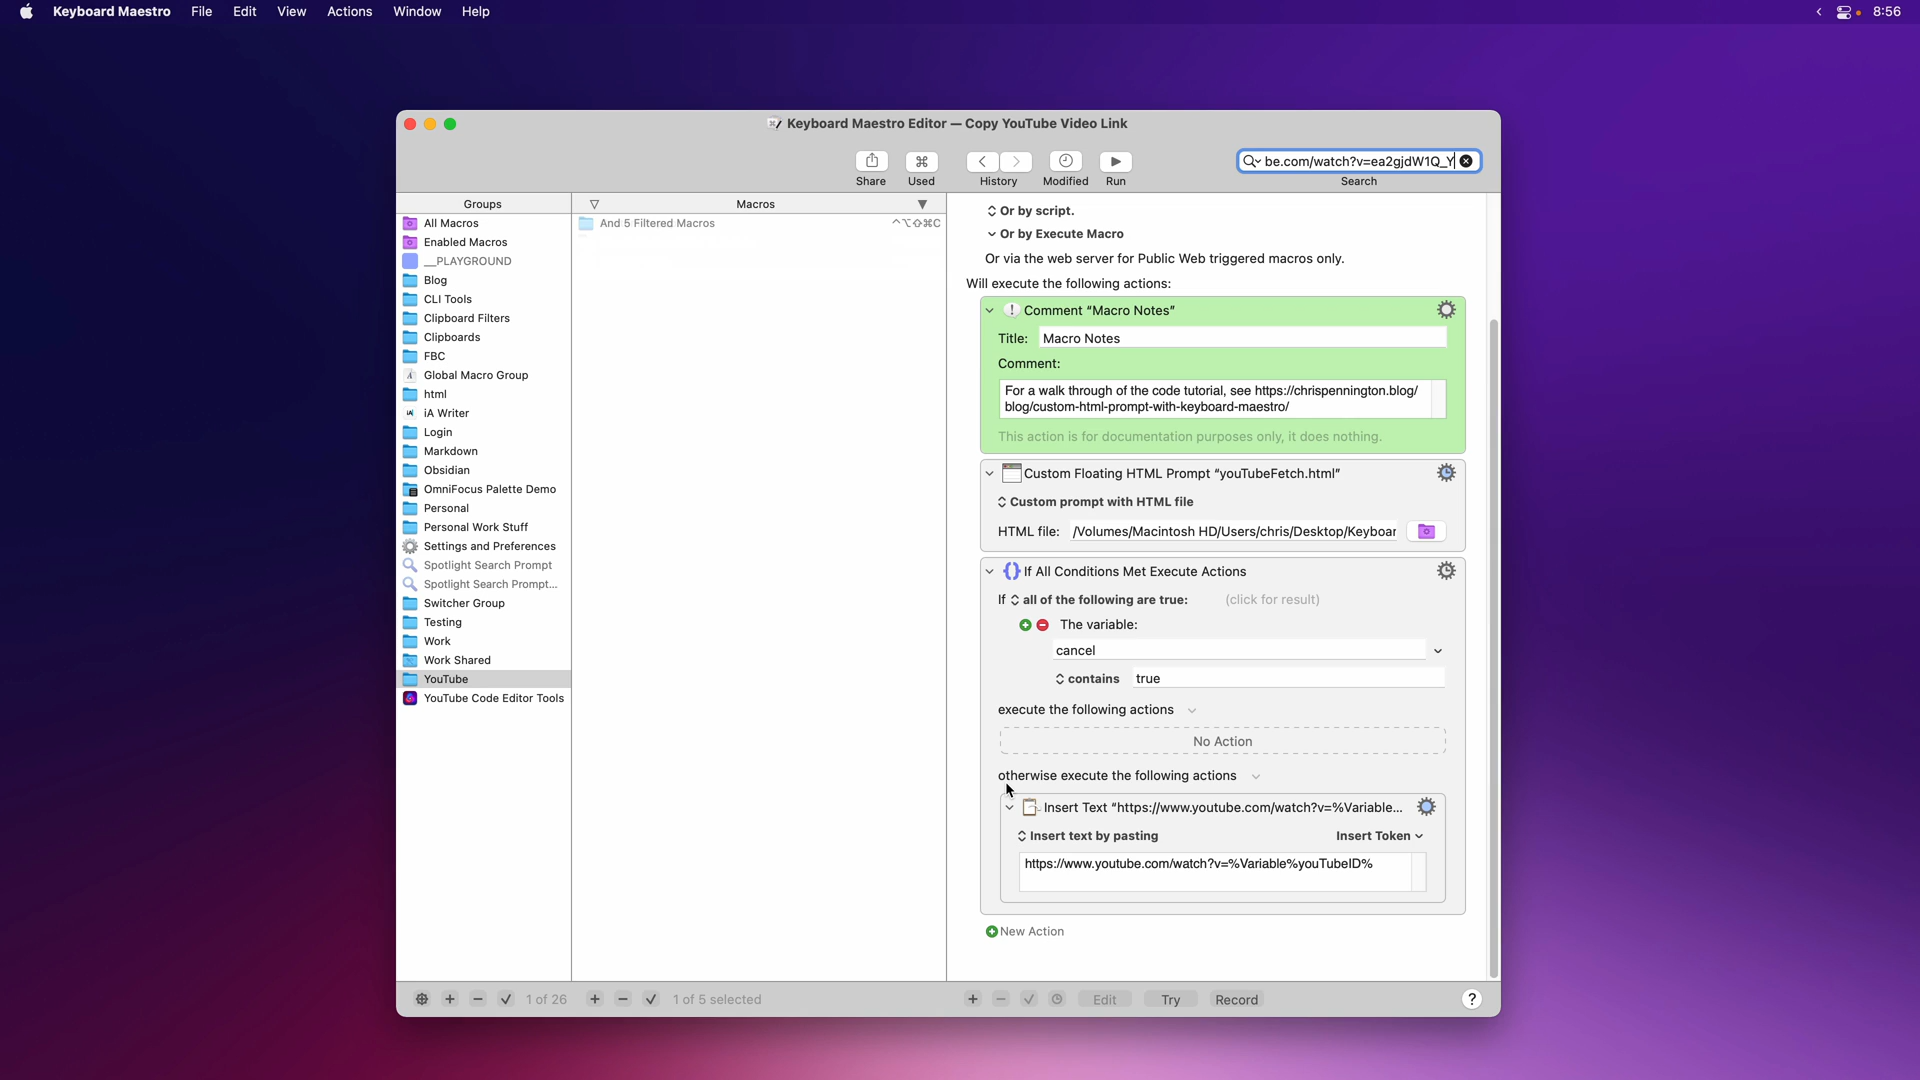 Keyboard Maestro File Edit View Actions Window Help 8:56
Keyboard Maestro Editor — Copy YouTube Video Link
be.com/watch?v=ea2gjdW1Q_Y
Share Used History Modified Run Search
Groups
All Macros
Enabled Macros
__PLAYGROUND
Blog
CLI Tools
Clipboard Filters
Clipboards
FBC
Global Macro Group
html
iA Writer
Login
Markdown
Obsidian
OmniFocus Palette Demo
Personal
Personal Work Stuff
Settings and Preferences
Spotlight Search Prompt
Spotlight Search Prompt...
Switcher Group
Testing
Work
Work Shared
YouTube
YouTube Code Editor Tools
Macros
And 5 Filtered Macros ^⌥⇧⌘C
Or by script.
Or by Execute Macro
Or via the web server for Public Web triggered macros only.
Will execute the following actions:
Comment “Macro Notes”
Title: Macro Notes
Comment:
For a walk through of the code tutorial, see https://chrispennington.blog/
blog/custom-html-prompt-with-keyboard-maestro/
This action is for documentation purposes only, it does nothing.
Custom Floating HTML Prompt “youTubeFetch.html”
Custom prompt with HTML file
HTML file: /Volumes/Macintosh HD/Users/chris/Desktop/Keyboar
If All Conditions Met Execute Actions
If all of the following are true: (click for result)
The variable:
cancel
contains true
execute the following actions
No Action
otherwise execute the following actions
Insert Text “https://www.youtube.com/watch?v=%Variable...
Insert text by pasting Insert Token
https://www.youtube.com/watch?v=%Variable%youTubeID%
New Action
1 of 26 1 of 5 selected Edit Try Record ?